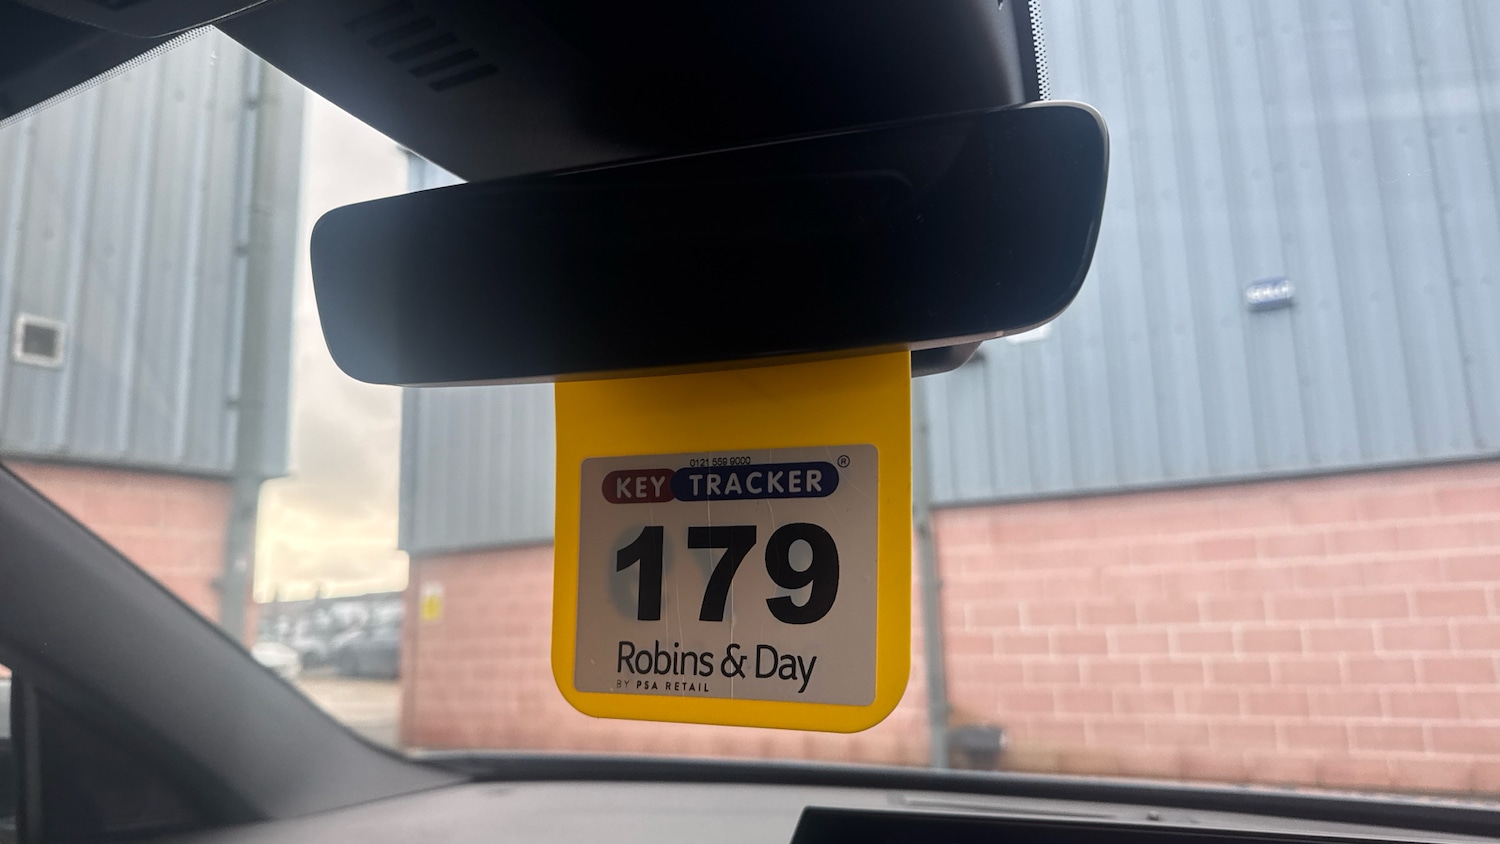 0121 559 9000
KEY TRACKER ®
179
Robins & Day
BY PSA RETAIL